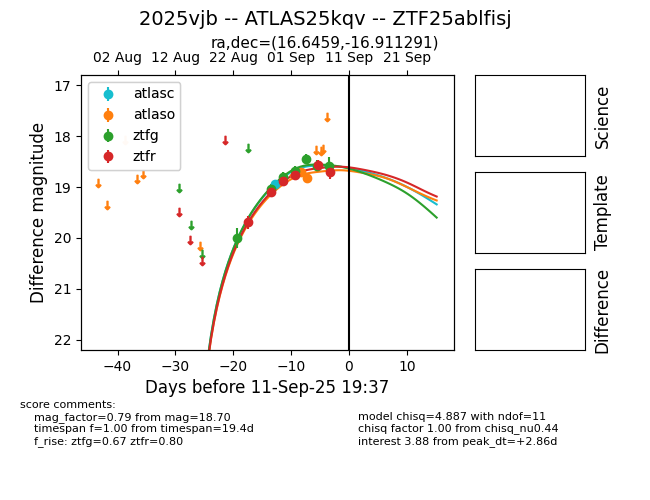 2025vjb -- ATLAS25kqv -- ZTF25ablfisj
ra,dec=(16.6459,-16.911291)
02 Aug 12 Aug 22 Aug 01 Sep 11 Sep 21 Sep
atlasc
atlaso
ztfg
ztfr
17
18
19
20
21
22
Difference magnitude
−40 −30 −20 −10 0 10
Days before 11-Sep-25 19:37
Science
Template
Difference
score comments:
mag_factor=0.79 from mag=18.70
timespan f=1.00 from timespan=19.4d
f_rise: ztfg=0.67 ztfr=0.80
model chisq=4.887 with ndof=11
chisq factor 1.00 from chisq_nu0.44
interest 3.88 from peak_dt=+2.86d